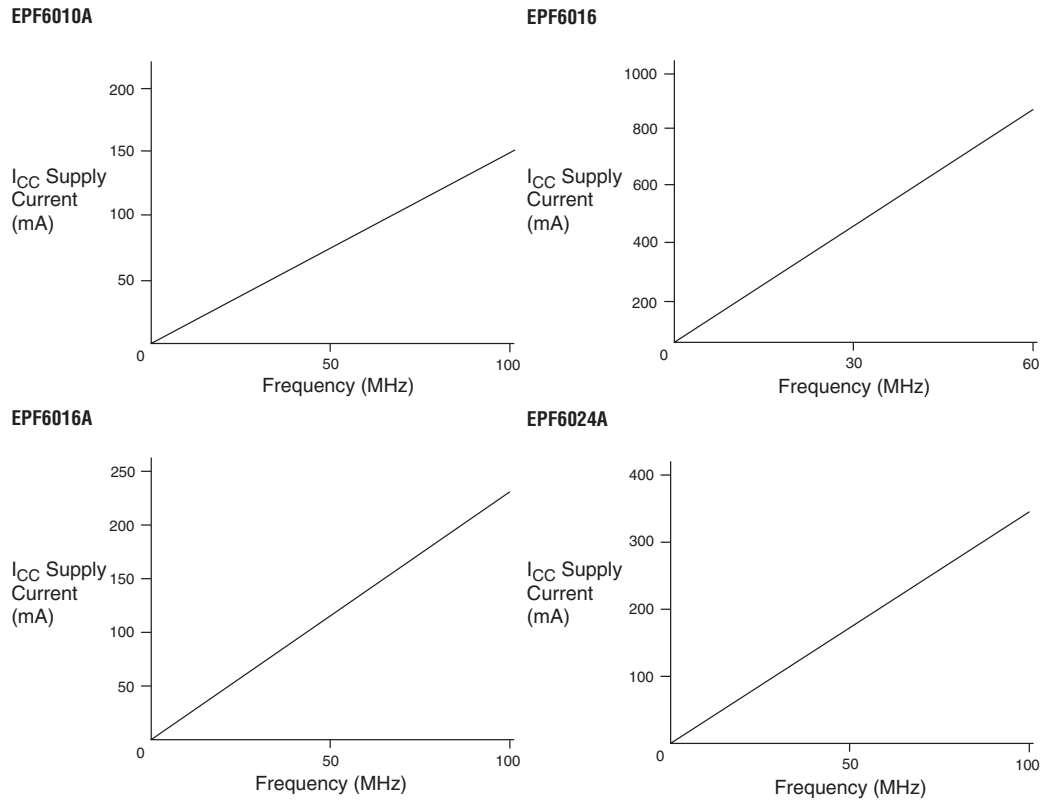 EPF6010A
200
150
100
50
0
50
100
I_CC Supply
Current
(mA)
Frequency (MHz)
EPF6016
1000
800
600
400
200
0
30
60
I_CC Supply
Current
(mA)
Frequency (MHz)
EPF6016A
250
200
150
100
50
0
50
100
I_CC Supply
Current
(mA)
Frequency (MHz)
EPF6024A
400
300
200
100
0
50
100
I_CC Supply
Current
(mA)
Frequency (MHz)